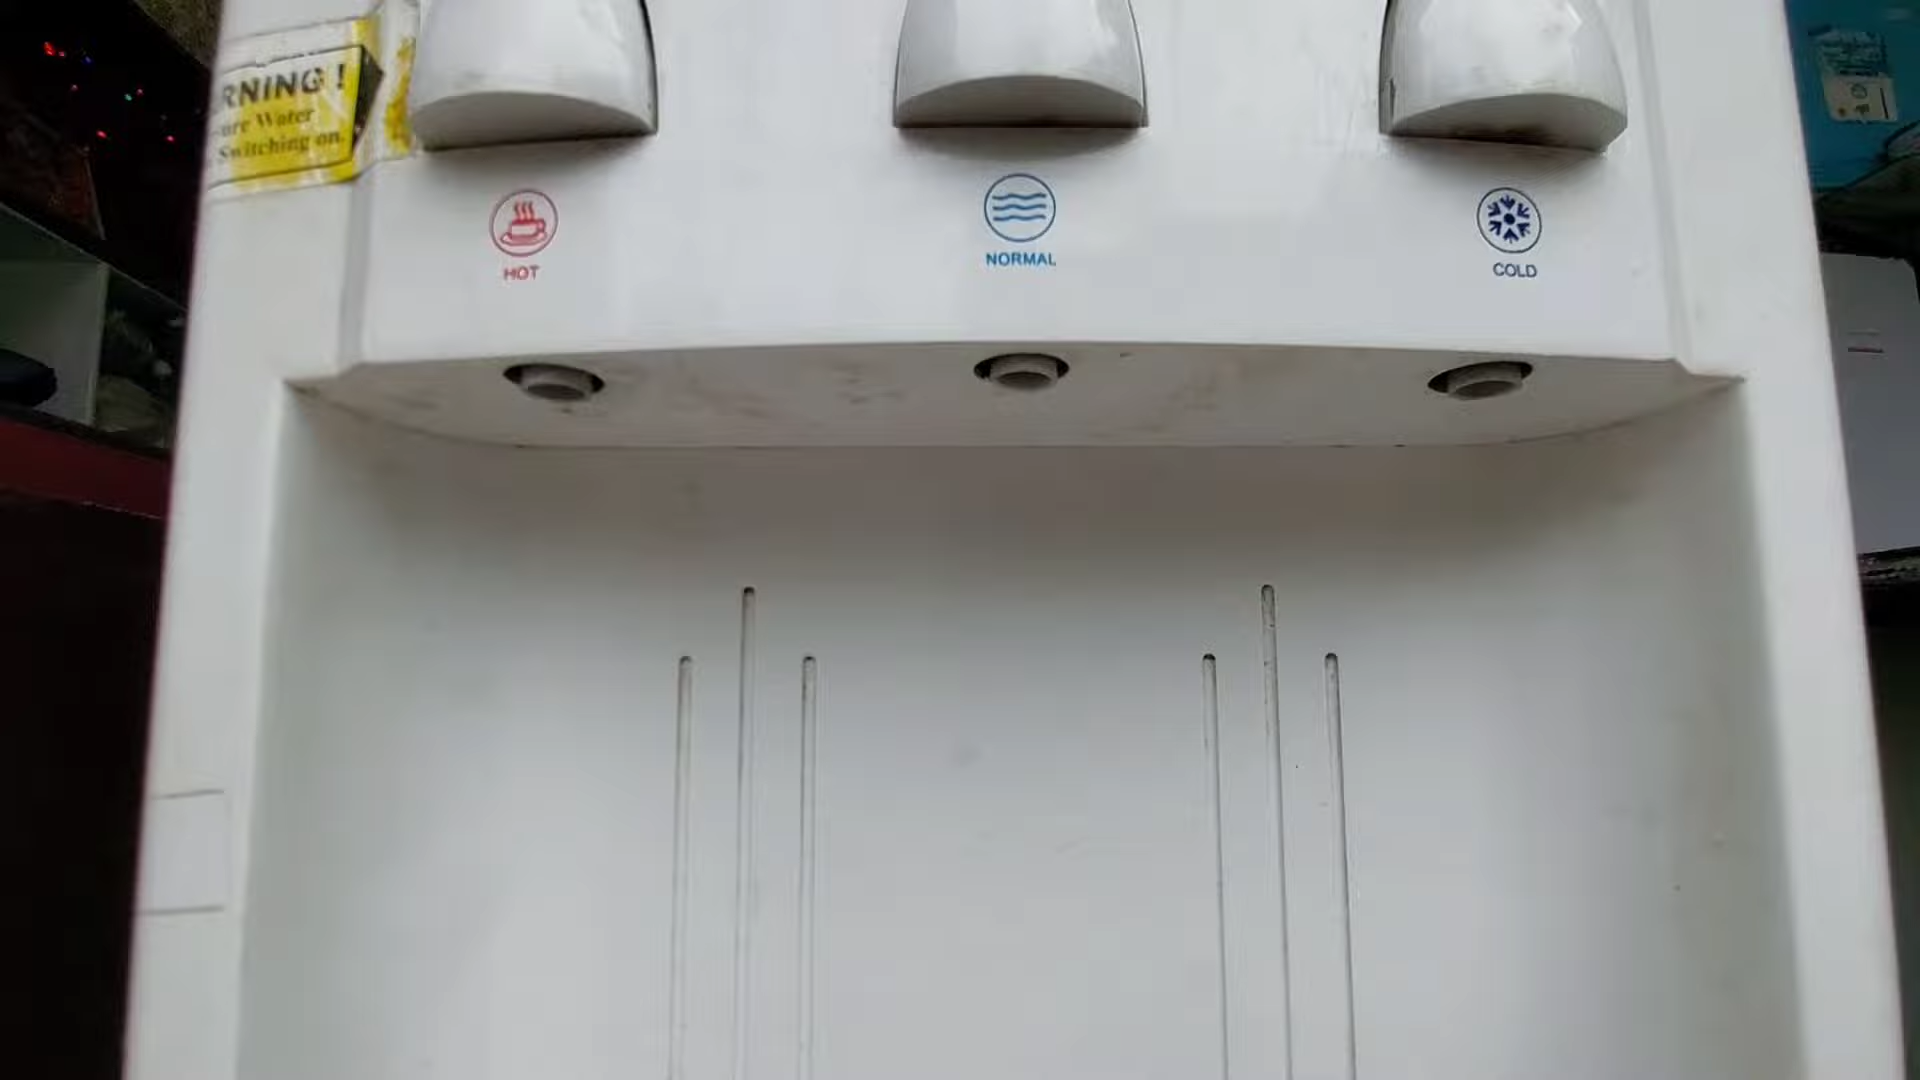 RNING !
ure Water
Switching on.
HOT
NORMAL
COLD